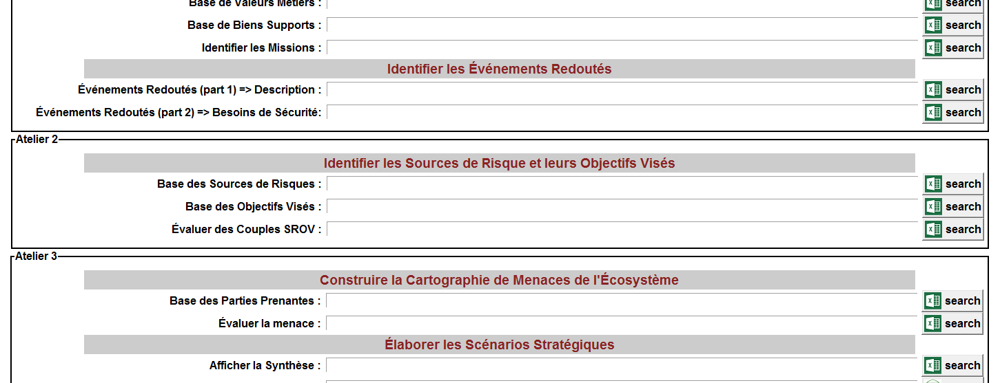 Base de Valeurs Métiers : search
Base de Biens Supports : search
Identifier les Missions : search
Identifier les Événements Redoutés
Événements Redoutés (part 1) => Description : search
Événements Redoutés (part 2) => Besoins de Sécurité: search
Atelier 2
Identifier les Sources de Risque et leurs Objectifs Visés
Base des Sources de Risques : search
Base des Objectifs Visés : search
Évaluer des Couples SROV : search
Atelier 3
Construire la Cartographie de Menaces de l'Écosystème
Base des Parties Prenantes : search
Évaluer la menace : search
Élaborer les Scénarios Stratégiques
Afficher la Synthèse : search